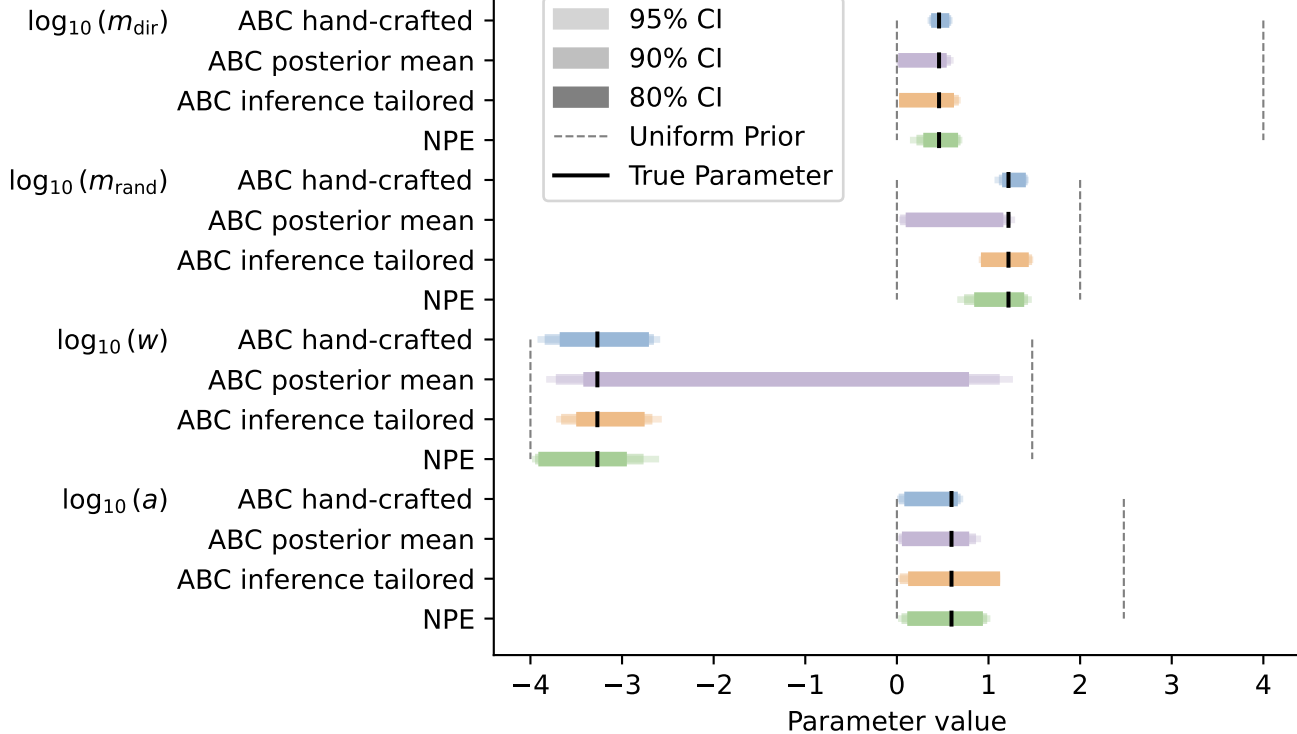 log₁₀ (m_dir) ABC hand-crafted
ABC posterior mean
ABC inference tailored
NPE
log₁₀ (m_rand) ABC hand-crafted
ABC posterior mean
ABC inference tailored
NPE
log₁₀ (w) ABC hand-crafted
ABC posterior mean
ABC inference tailored
NPE
log₁₀ (a) ABC hand-crafted
ABC posterior mean
ABC inference tailored
NPE
95% CI
90% CI
80% CI
Uniform Prior
True Parameter
−4 −3 −2 −1 0 1 2 3 4
Parameter value